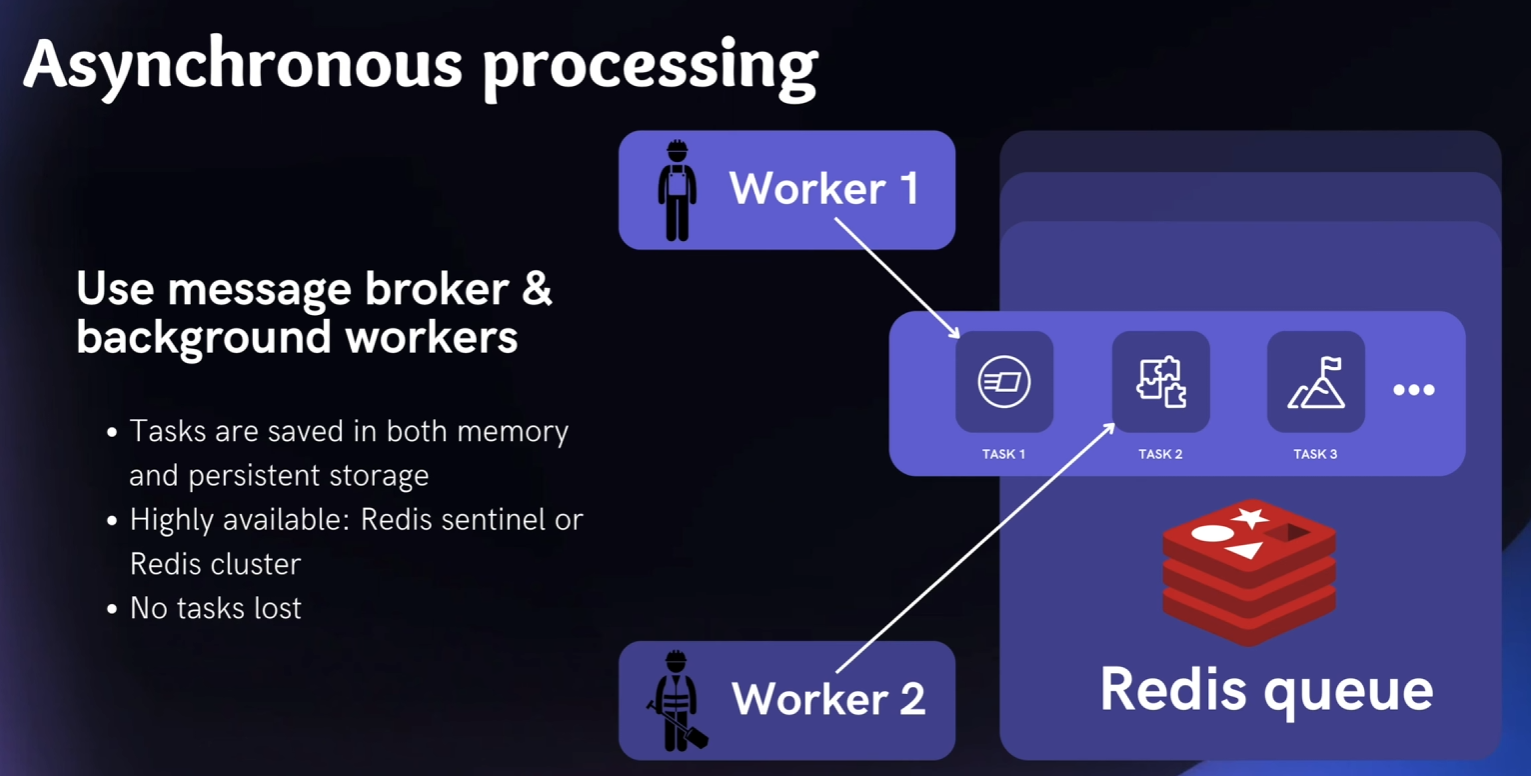 Asynchronous processing
Use message broker &
background workers
• Tasks are saved in both memory
and persistent storage
• Highly available: Redis sentinel or
Redis cluster
• No tasks lost
Worker 1
TASK 1
TASK 2
TASK 3
•••
Redis queue
Worker 2